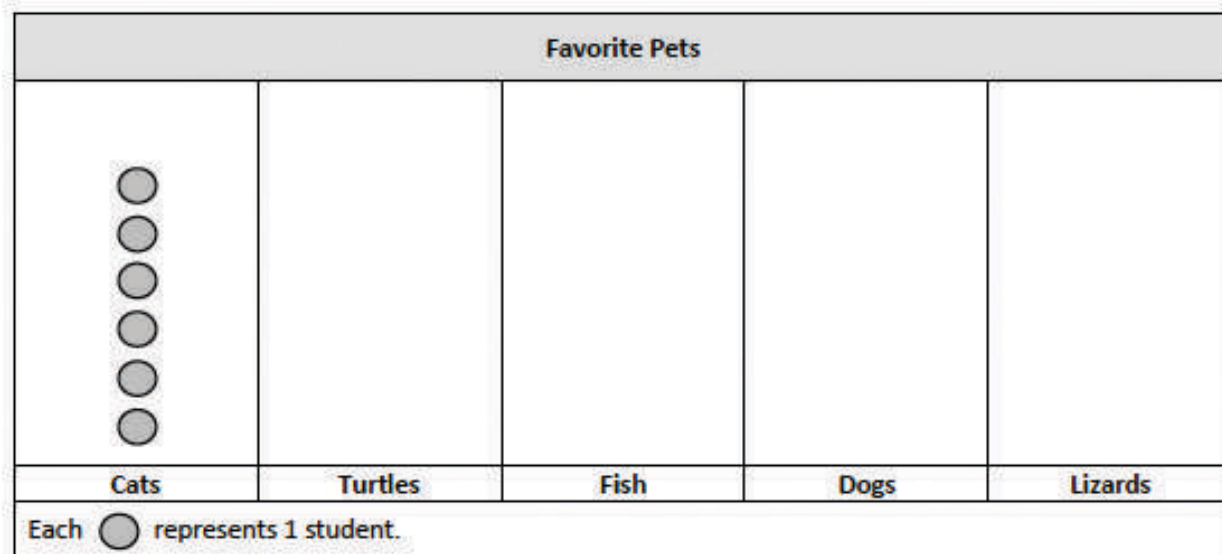 Favorite Pets
Cats Turtles Fish Dogs Lizards
Each represents 1 student.